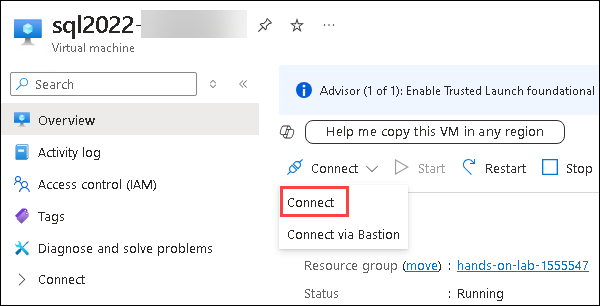 sql2022-
Virtual machine
Search
Overview
Activity log
Access control (IAM)
Tags
Diagnose and solve problems
Connect
Advisor (1 of 1): Enable Trusted Launch foundational
Help me copy this VM in any region
Connect Start Restart Stop
Connect
Connect via Bastion
Resource group (move) : hands-on-lab-1555547
Status : Running